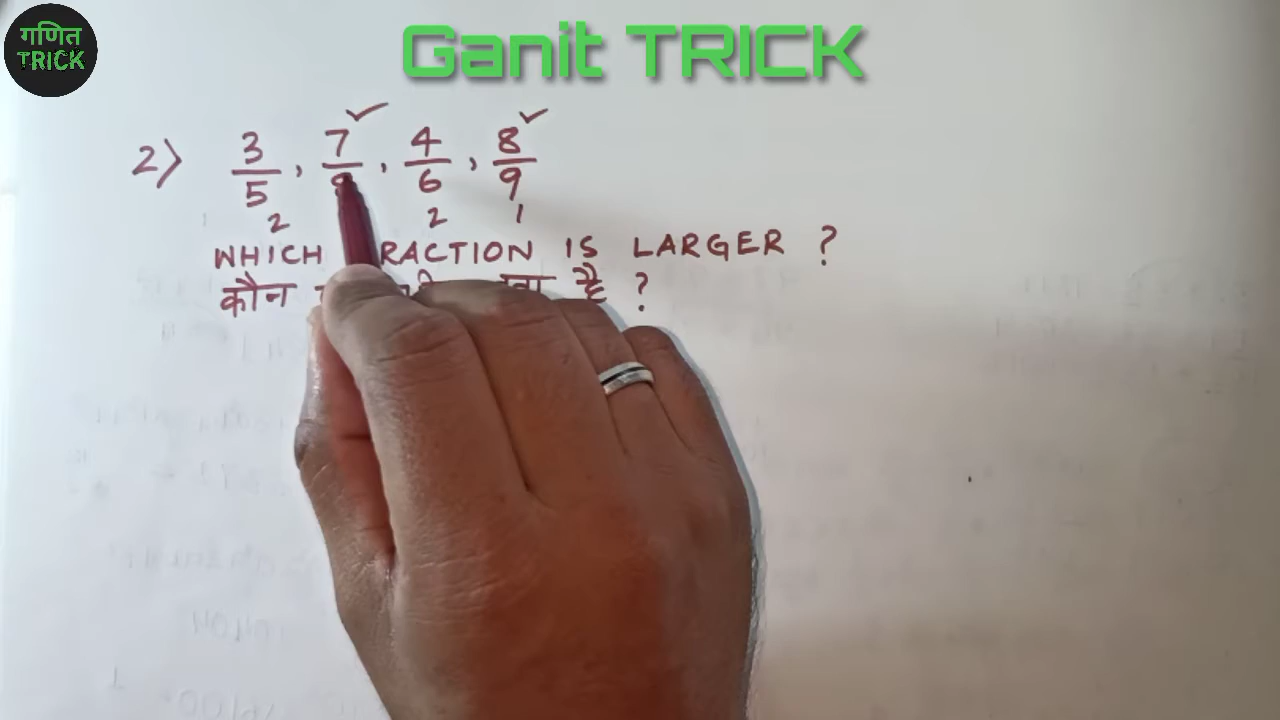 गणित
TRICK
Ganit TRICK
2> 3/5, 7/, 4/6, 8/9
2 2 1
WHICH RACTION IS LARGER ?
कौन है ?